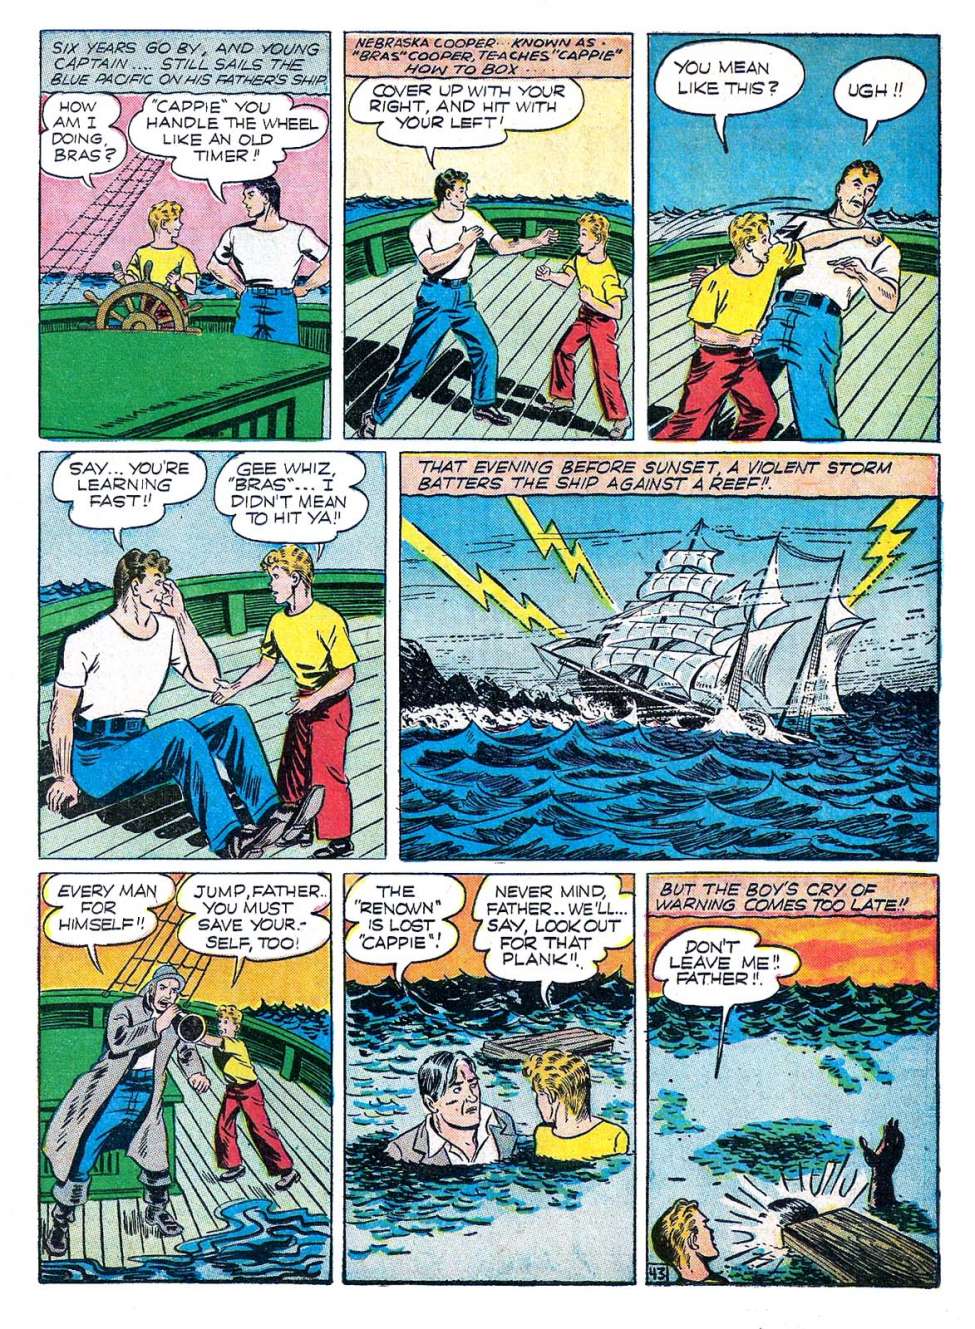 SIX YEARS GO BY, AND YOUNG
CAPTAIN .... STILL SAILS THE
BLUE PACIFIC ON HIS FATHER'S SHIP.
HOW
AM I
DOING,
BRAS?
"CAPPIE" YOU
HANDLE THE WHEEL
LIKE AN OLD
TIMER!!
NEBRASKA COOPER... KNOWN AS -
"BRAS" COOPER, TEACHES "CAPPIE"
HOW TO BOX...
COVER UP WITH YOUR
RIGHT, AND HIT WITH
YOUR LEFT!
YOU MEAN
LIKE THIS?
UGH!!
SAY... YOU'RE
LEARNING
FAST!!
GEE WHIZ,
"BRAS"... I
DIDN'T MEAN
TO HIT YA!!
THAT EVENING BEFORE SUNSET, A VIOLENT STORM
BATTERS THE SHIP AGAINST A REEF!!.
EVERY MAN
FOR
HIMSELF!!
JUMP, FATHER..
YOU MUST
SAVE YOUR-
SELF, TOO!
THE
"RENOWN"
IS LOST
"CAPPIE"!
NEVER MIND,
FATHER.. WE'LL...
SAY, LOOK OUT
FOR THAT
PLANK!!.
BUT THE BOY'S CRY OF
WARNING COMES TOO LATE!!
DON'T
LEAVE ME!!
FATHER!!.
43